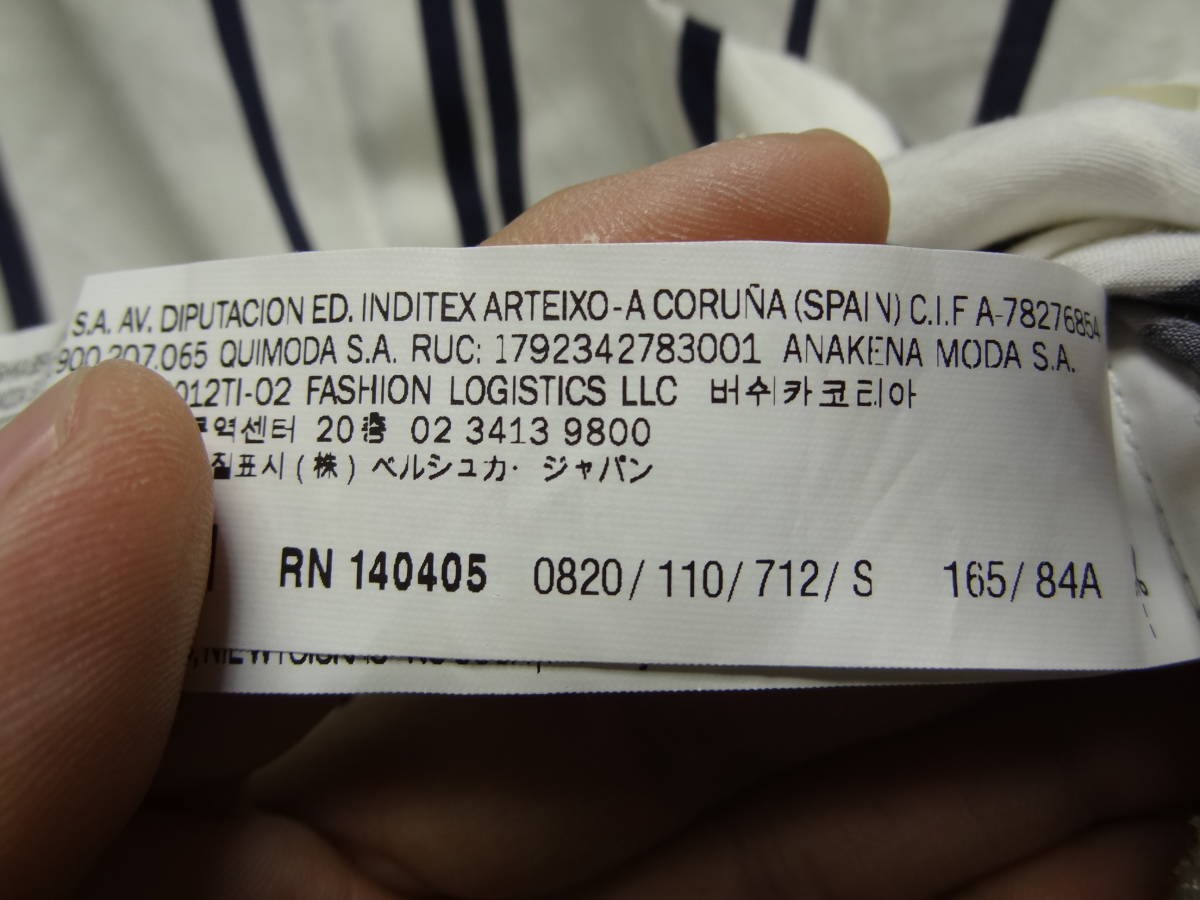 S.A. AV. DIPUTACION ED. INDITEX ARTEIXO-A CORUÑA (SPAIN) C.I.F A-78276854
900 207.065 QUIMODA S.A. RUC: 1792342783001 ANAKENA MODA S.A.
012TI-02 FASHION LOGISTICS LLC 버쉬카코리아
역센터 20층 02 3413 9800
질표시 (株) ベルシュカ・ジャパン
RN 140405 0820/110/712/S 165/84A